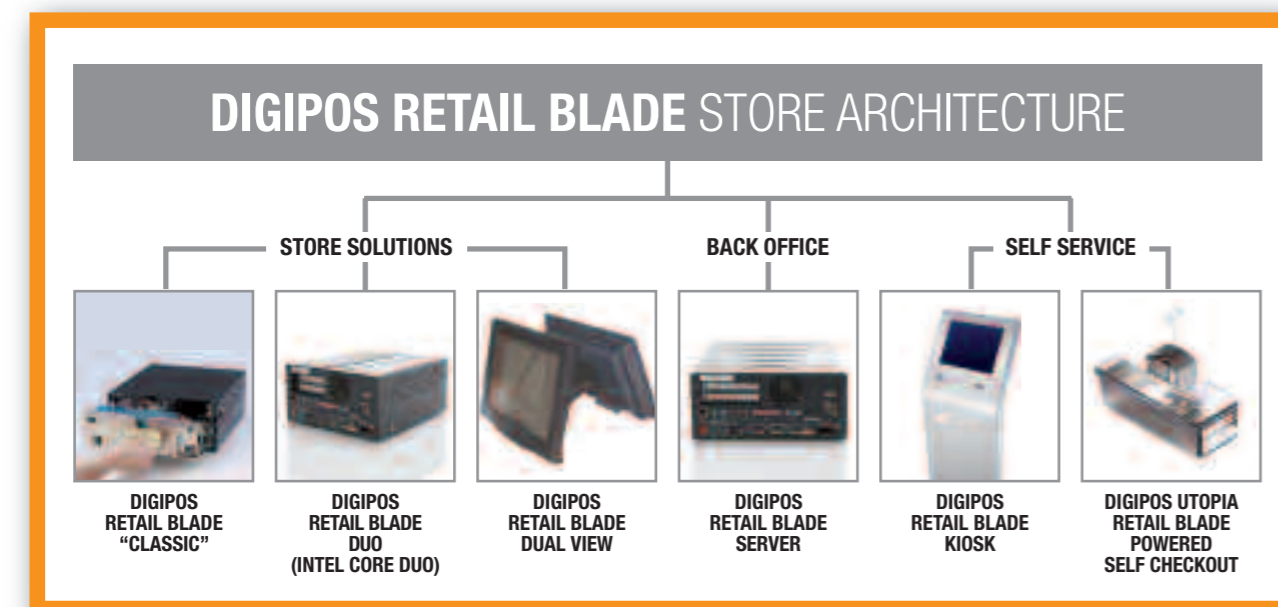 DIGIPOS RETAIL BLADE STORE ARCHITECTURE
STORE SOLUTIONS
BACK OFFICE
SELF SERVICE
DIGIPOS
RETAIL BLADE
“CLASSIC”
DIGIPOS
RETAIL BLADE
DUO
(INTEL CORE DUO)
DIGIPOS
RETAIL BLADE
DUAL VIEW
DIGIPOS
RETAIL BLADE
SERVER
DIGIPOS
RETAIL BLADE
KIOSK
DIGIPOS UTOPIA
RETAIL BLADE
POWERED
SELF CHECKOUT